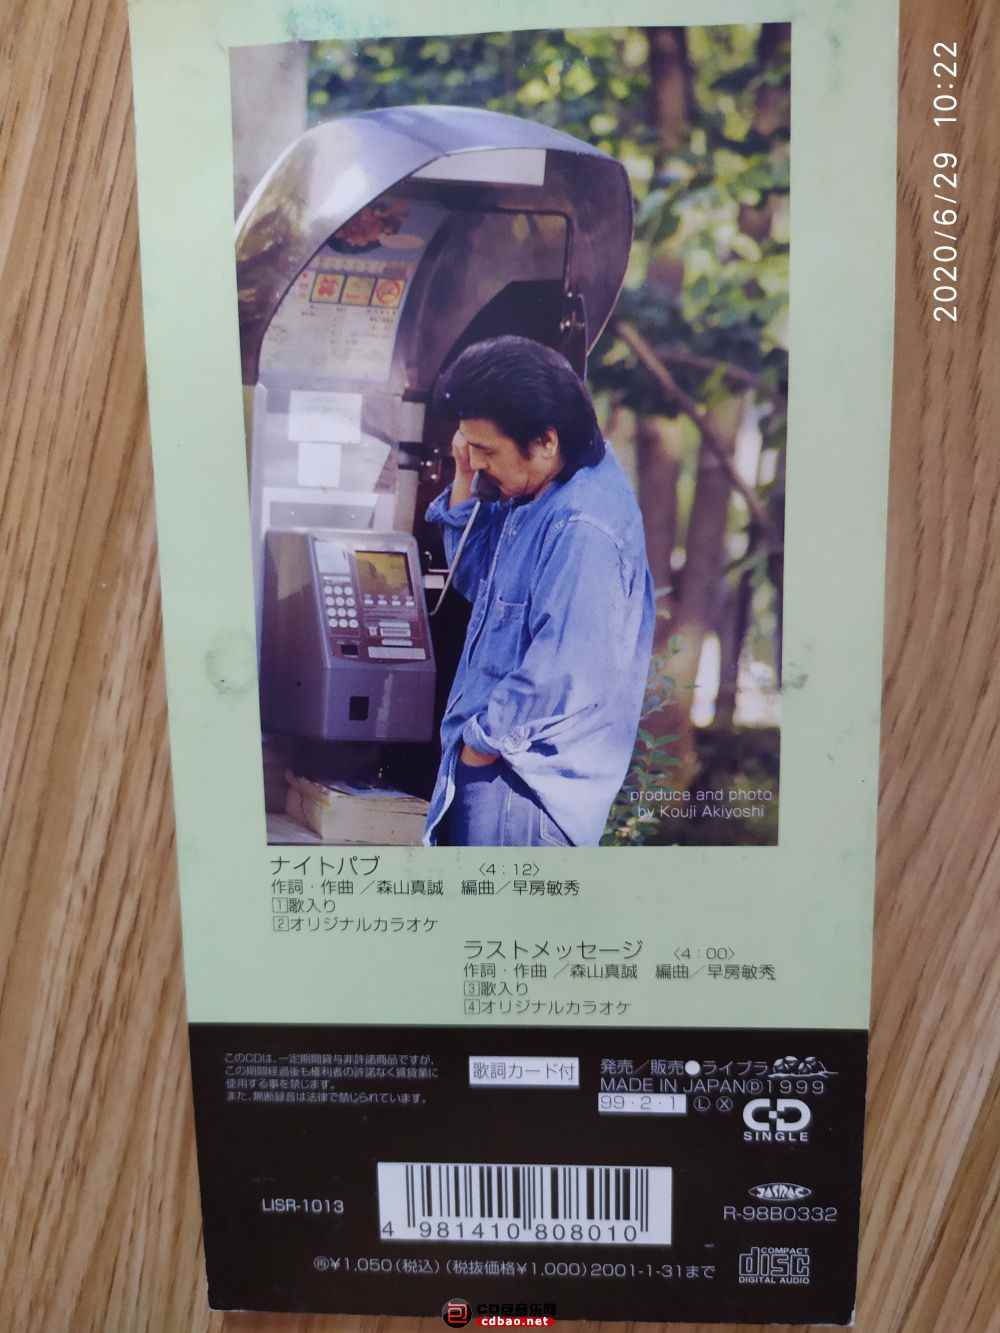 2020/6/29 10:22
produce and photo
by Kouji Akiyoshi
ナイトパブ 〈4:12〉
作詞・作曲／森山真誠 編曲／早房敏秀
1歌入り
2オリジナルカラオケ
ラストメッセージ 〈4:00〉
作詞・作曲／森山真誠 編曲／早房敏秀
3歌入り
4オリジナルカラオケ
このCDは、一定期間貸与非許諾商品ですが、
この期間経過後も権利者の許諾なく賃貸業に
使用する事を禁じます。
また、無断録音は法律で禁じられています。
歌詞カード付
発売／販売●ライブラ
MADE IN JAPAN Ⓟ1999
99・2・1 Ⓛ Ⓧ
CD
SINGLE
LISR-1013
4 981410 808010
JASRAC
R-98B0332
¥1,050(税込)(税抜価格¥1,000)2001-1-31まで
COMPACT
disc
DIGITAL AUDIO
CD包音乐网
cdbao.net